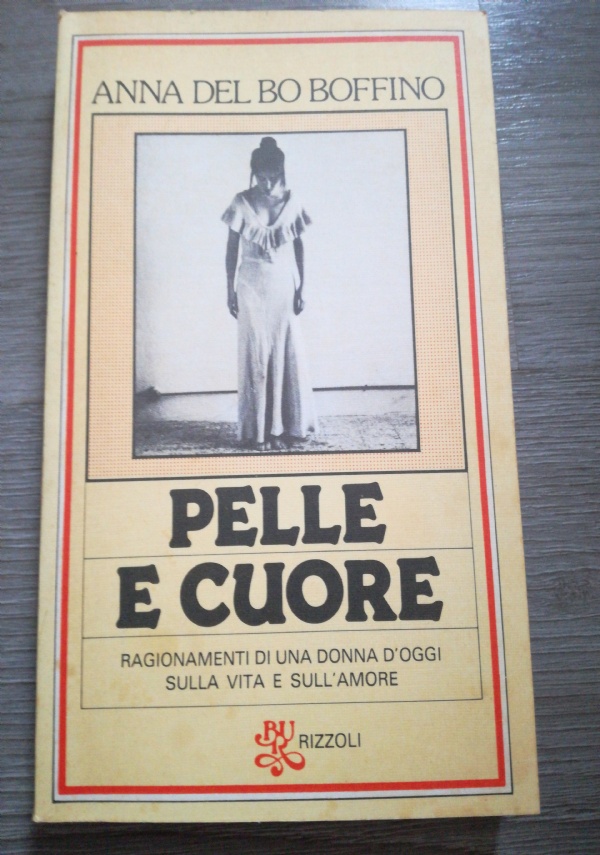 ANNA DEL BO BOFFINO
PELLE
E CUORE
RAGIONAMENTI DI UNA DONNA D'OGGI
SULLA VITA E SULL'AMORE
BUR RIZZOLI